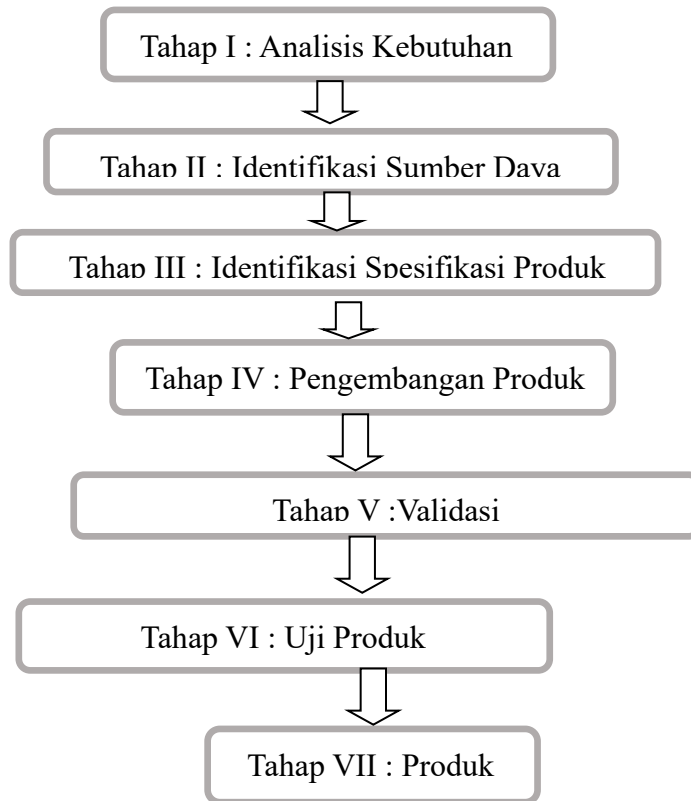 Tahap I : Analisis Kebutuhan
Tahap II : Identifikasi Sumber Daya
Tahap III : Identifikasi Spesifikasi Produk
Tahap IV : Pengembangan Produk
Tahap V :Validasi
Tahap VI : Uji Produk
Tahap VII : Produk